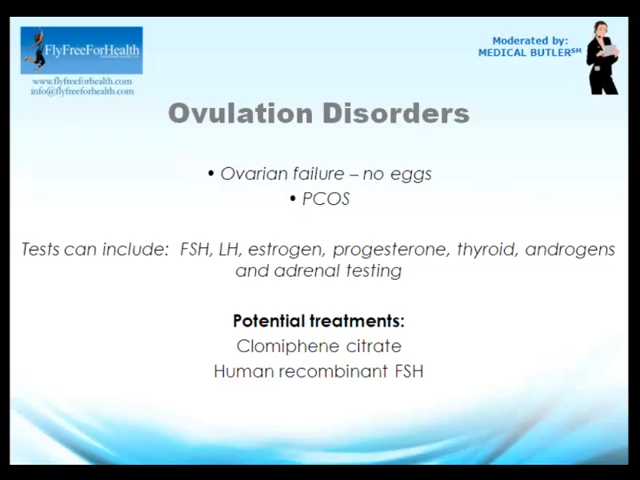 FlyFreeForHealth
www.flyfreeforhealth.com
info@flyfreeforhealth.com
Moderated by:
MEDICAL BUTLER℠
Ovulation Disorders
• Ovarian failure – no eggs
• PCOS
Tests can include: FSH, LH, estrogen, progesterone, thyroid, androgens
and adrenal testing
Potential treatments:
Clomiphene citrate
Human recombinant FSH